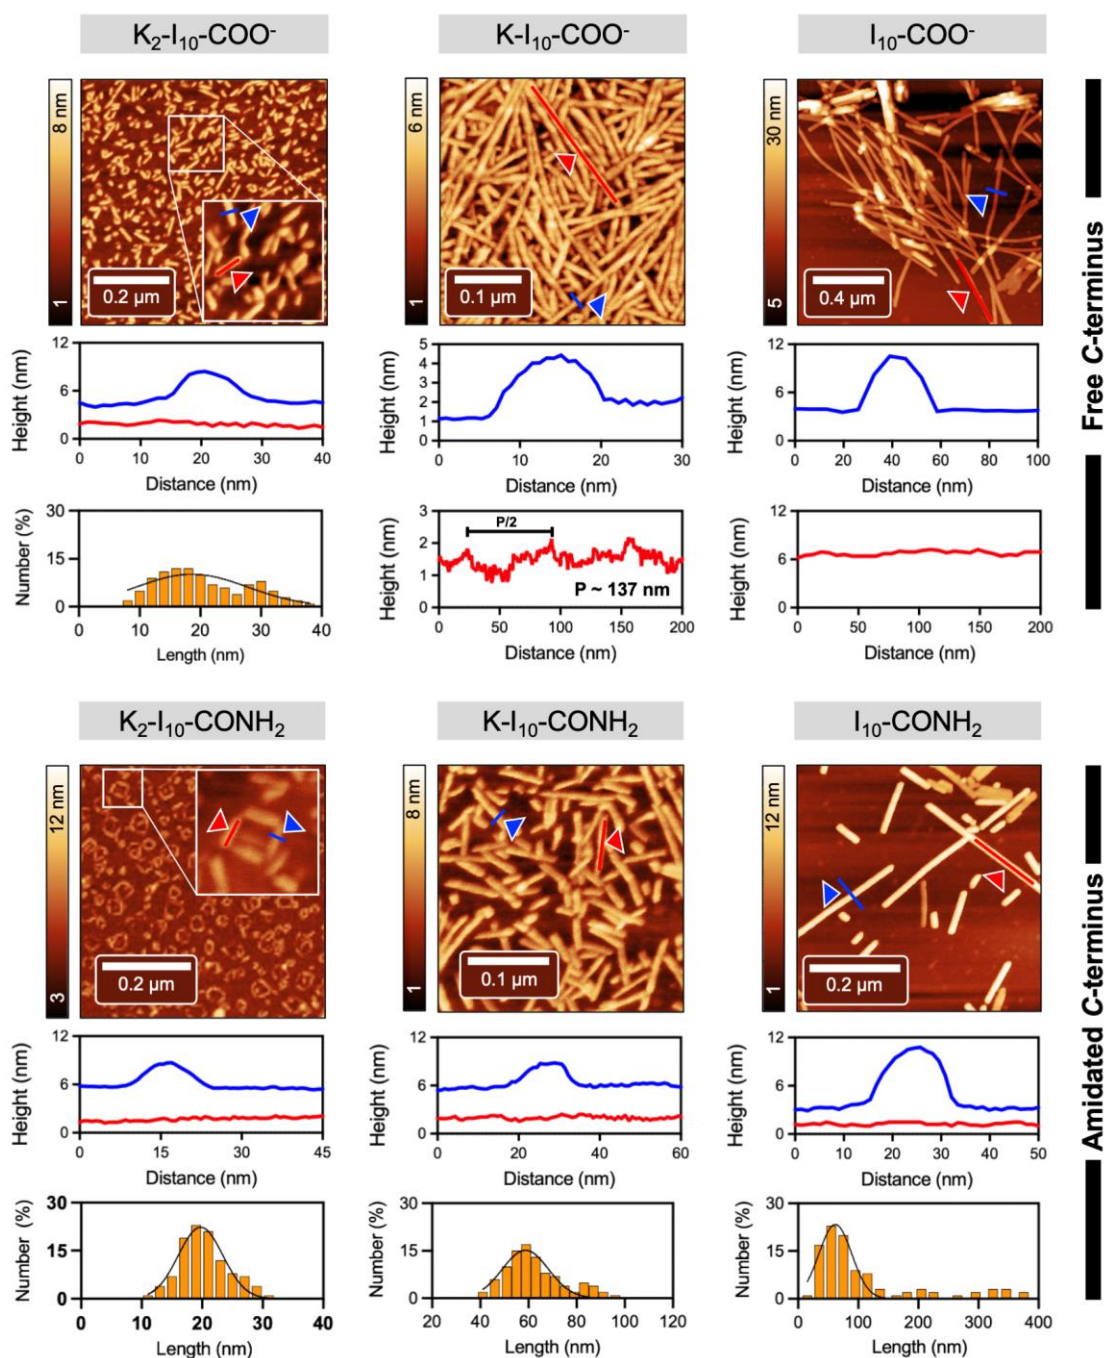 K₂-I₁₀-COO⁻
K-I₁₀-COO⁻
I₁₀-COO⁻
8 nm
1
0.2 µm
6 nm
1
0.1 µm
30 nm
5
0.4 µm
Free C-terminus
Height (nm)
12
6
0
0 10 20 30 40
Distance (nm)
Height (nm)
5
4
3
2
1
0
0 10 20 30
Distance (nm)
Height (nm)
12
6
0
0 20 40 60 80 100
Distance (nm)
Number (%)
30
15
0
0 10 20 30 40
Length (nm)
Height (nm)
3
2
1
0
P/2
P ~ 137 nm
0 50 100 150 200
Distance (nm)
Height (nm)
12
6
0
0 50 100 150 200
Distance (nm)
K₂-I₁₀-CONH₂
K-I₁₀-CONH₂
I₁₀-CONH₂
12 nm
3
0.2 µm
8 nm
1
0.1 µm
12 nm
1
0.2 µm
Amidated C-terminus
Height (nm)
12
6
0
0 15 30 45
Distance (nm)
Height (nm)
12
6
0
0 20 40 60
Distance (nm)
Height (nm)
12
6
0
0 10 20 30 40 50
Distance (nm)
Number (%)
30
15
0
0 10 20 30 40
Length (nm)
Number (%)
30
15
0
20 40 60 80 100 120
Length (nm)
Number (%)
30
15
0
0 100 200 300 400
Length (nm)